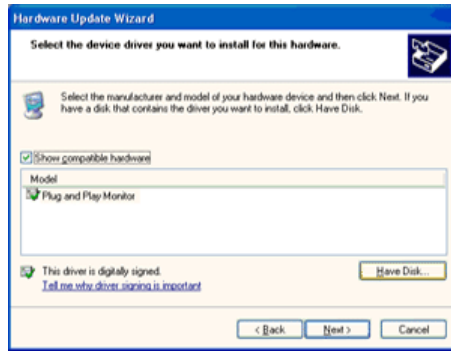 Hardware Update Wizard
Select the device driver you want to install for this hardware.
Select the manufacturer and model of your hardware device and then click Next. If you
have a disk that contains the driver you want to install, click Have Disk.
Show compatible hardware
Model
Plug and Play Monitor
This driver is digitally signed.
Have Disk...
Tell me why driver signing is important
< Back
Next >
Cancel